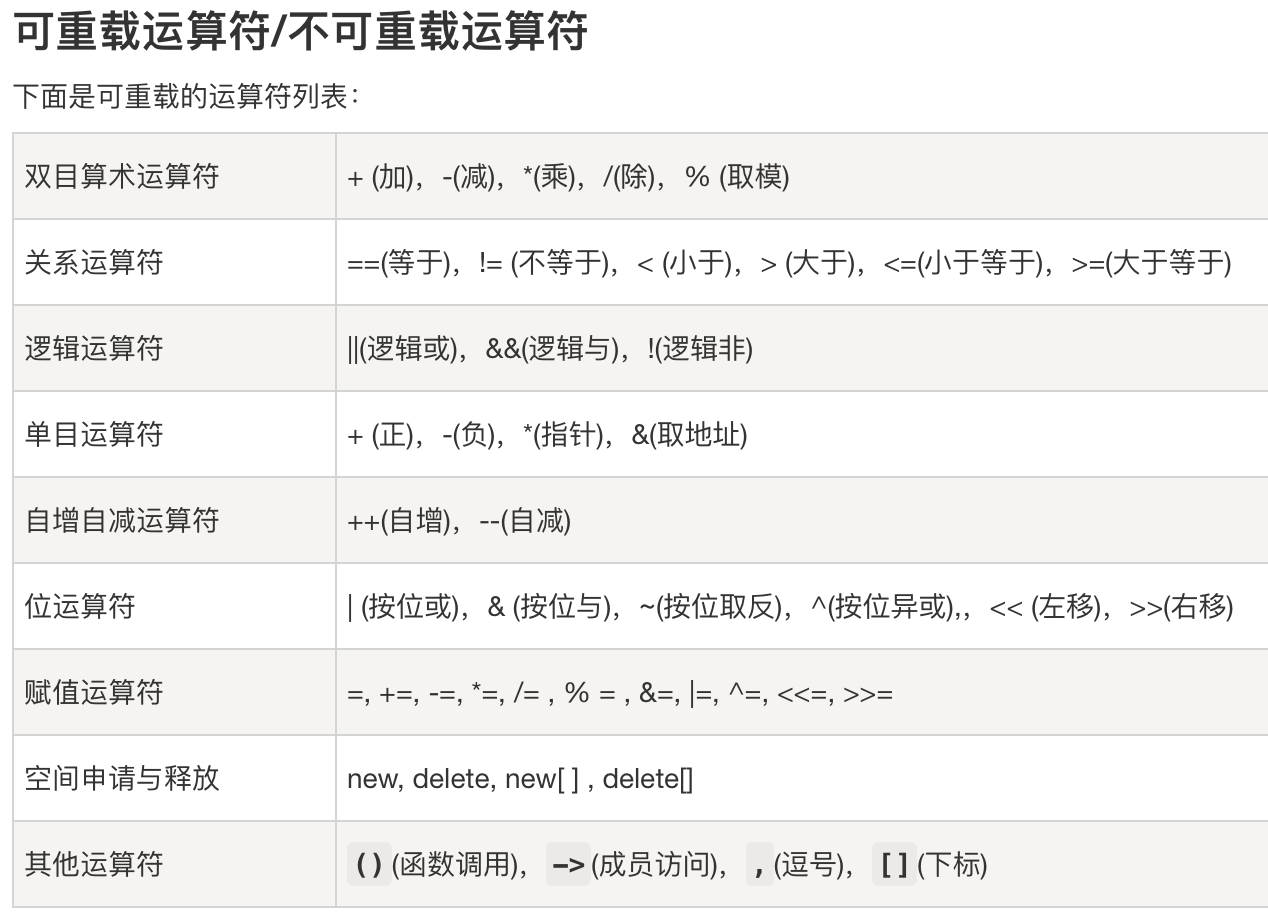 可重载运算符/不可重载运算符
下面是可重载的运算符列表：
双目算术运算符 + (加)，-(减)，*(乘)，/(除)，% (取模)
关系运算符 ==(等于)，!= (不等于)，< (小于)，> (大于)，<=(小于等于)，>=(大于等于)
逻辑运算符 ||(逻辑或)，&&(逻辑与)，!(逻辑非)
单目运算符 + (正)，-(负)，*(指针)，&(取地址)
自增自减运算符 ++(自增)，--(自减)
位运算符 | (按位或)，& (按位与)，~(按位取反)，^(按位异或),，<< (左移)，>>(右移)
赋值运算符 =, +=, -=, *=, /= , % = , &=, |=, ^=, <<=, >>=
空间申请与释放 new, delete, new[ ] , delete[]
其他运算符 ()(函数调用)，->(成员访问)，,(逗号)，[](下标)